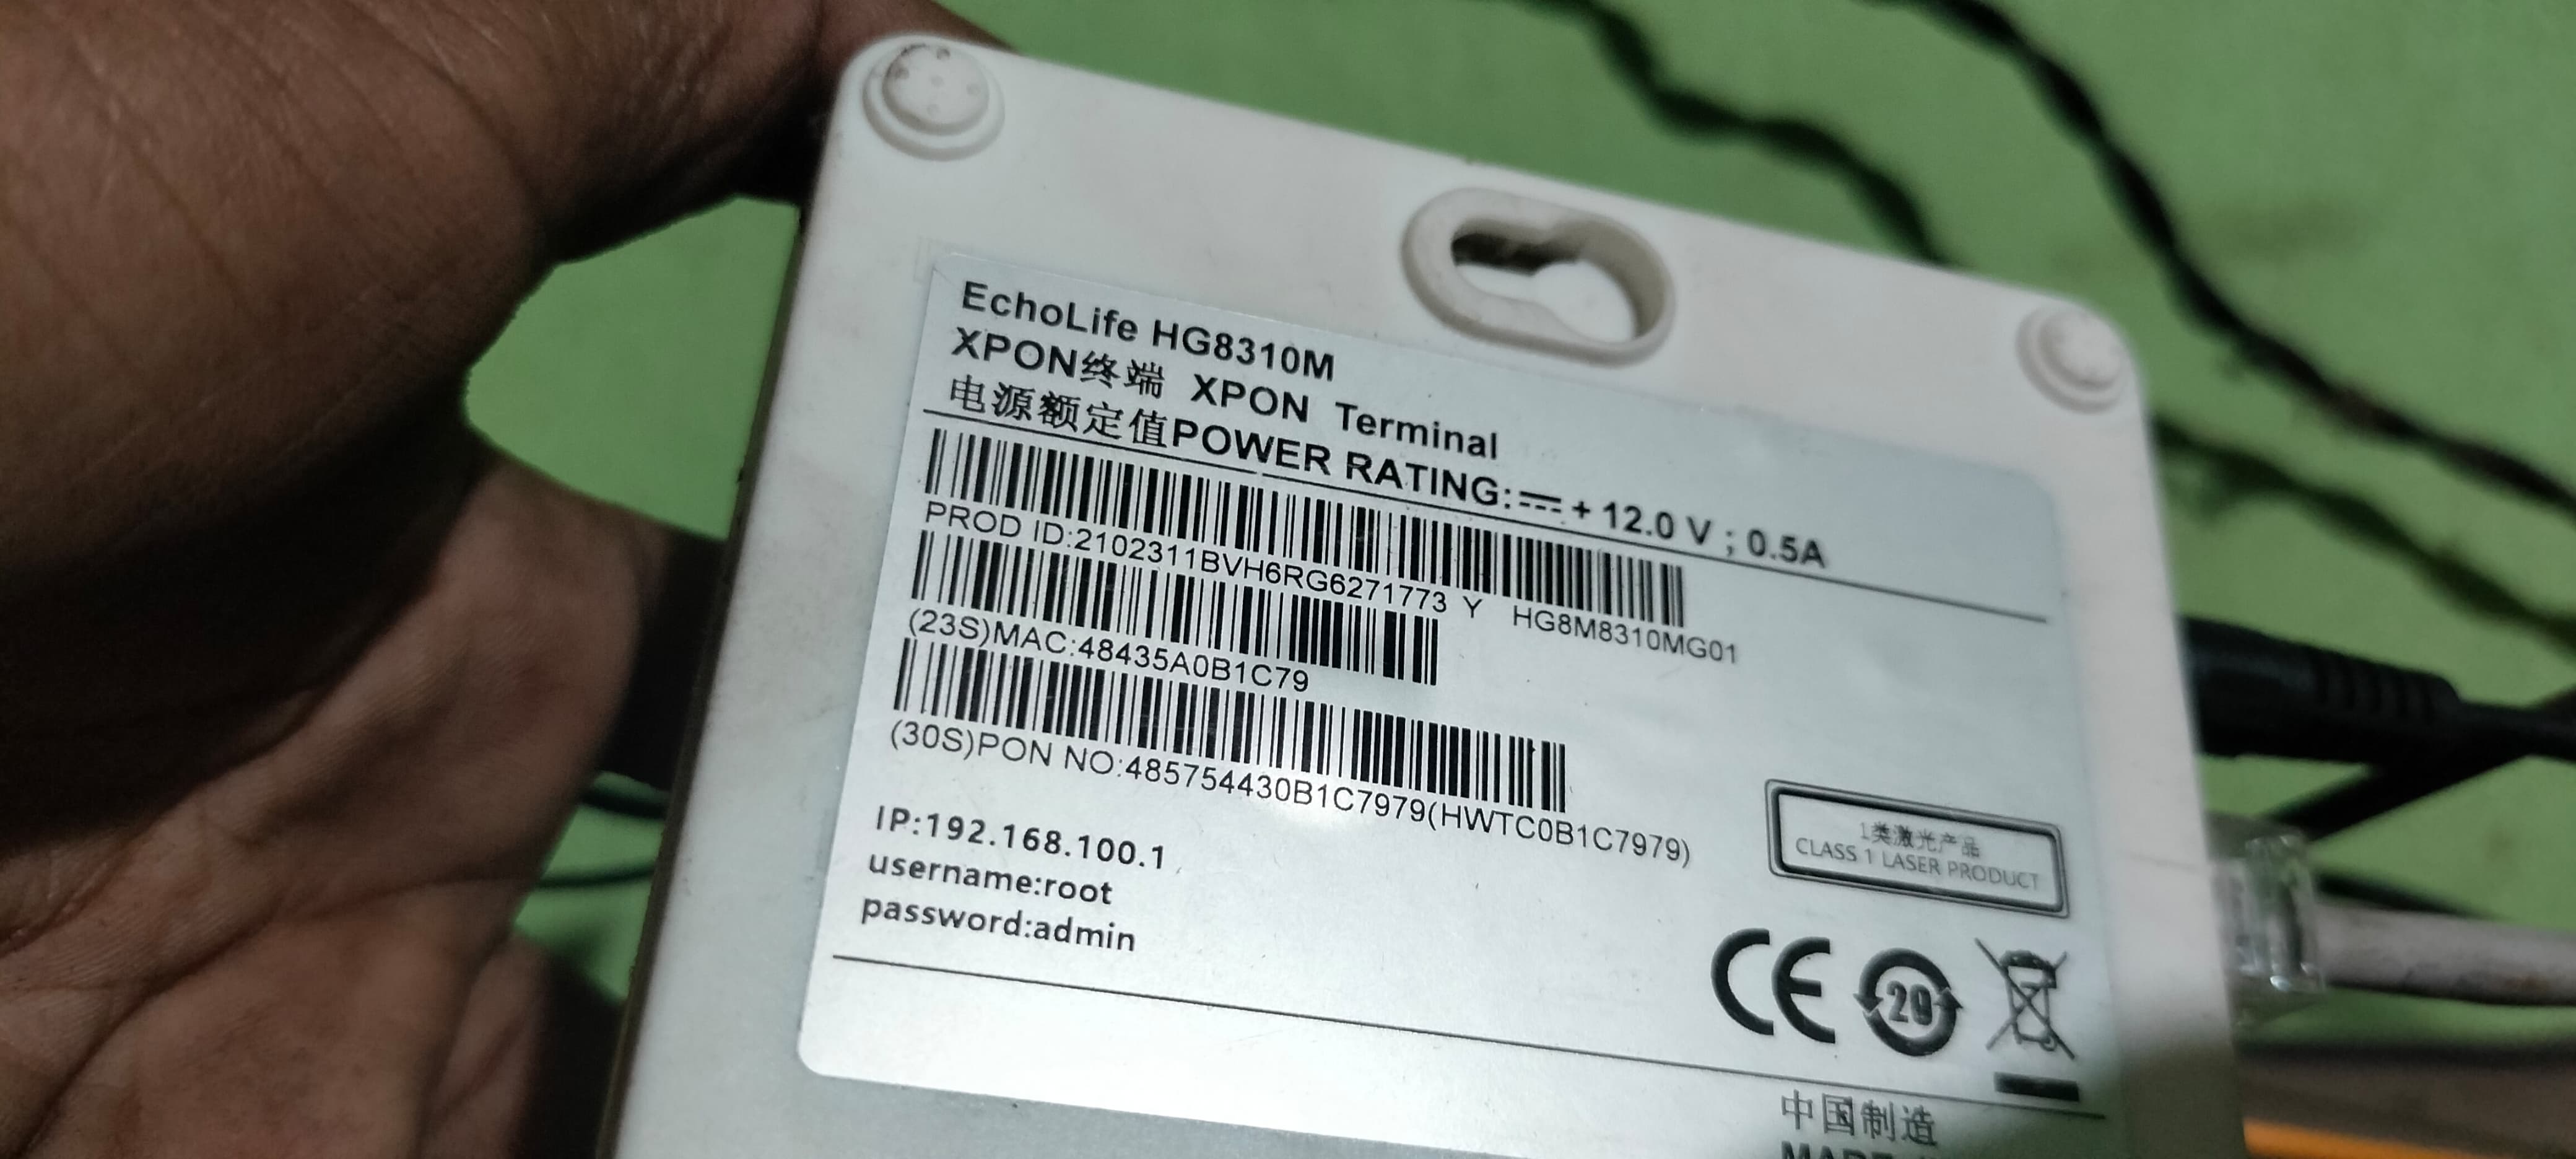 EchoLife HG8310M
XPON终端 XPON Terminal
电源额定值POWER RATING: + 12.0 V ; 0.5A
PROD ID:2102311BVH6RG6271773 Y HG8M8310MG01
(23S)MAC:48435A0B1C79
(30S)PON NO:485754430B1C7979(HWTC0B1C7979)
IP:192.168.100.1
username:root
password:admin
1类激光产品
CLASS 1 LASER PRODUCT
CE
20
中国制造